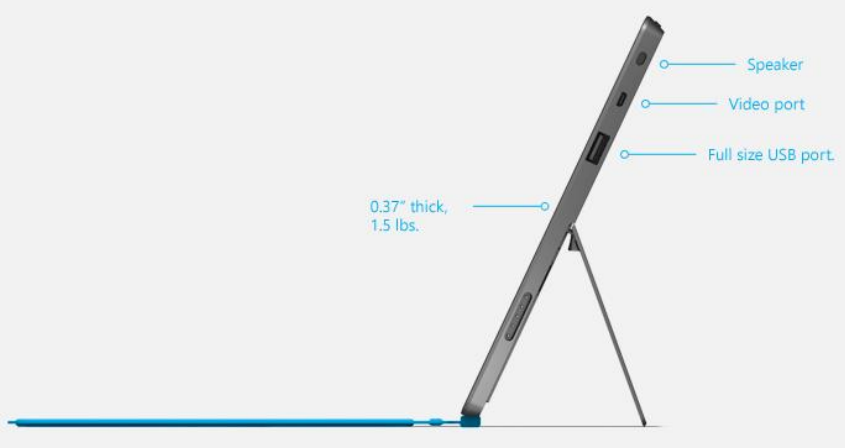 Speaker
Video port
Full size USB port.
0.37" thick,
1.5 lbs.